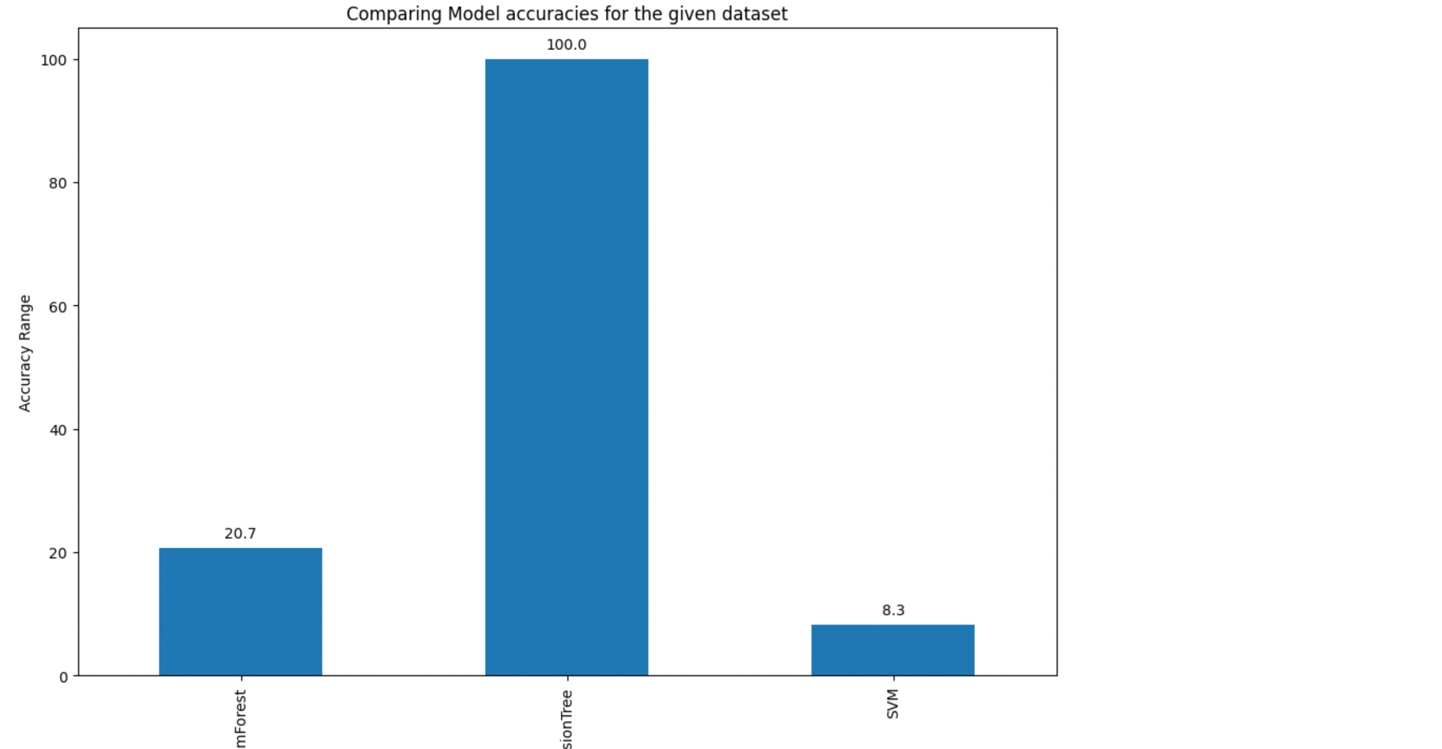 Comparing Model accuracies for the given dataset
100.0
100
80
60
Accuracy Range
40
20.7
20
8.3
0
mForest
sionTree
SVM